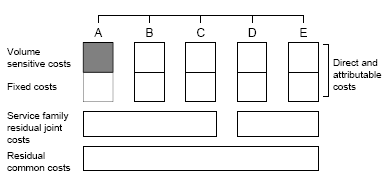 A B C D E
Volume
sensitive costs
Fixed costs
Direct and
attributable
costs
Service family
residual joint
costs
Residual
common costs